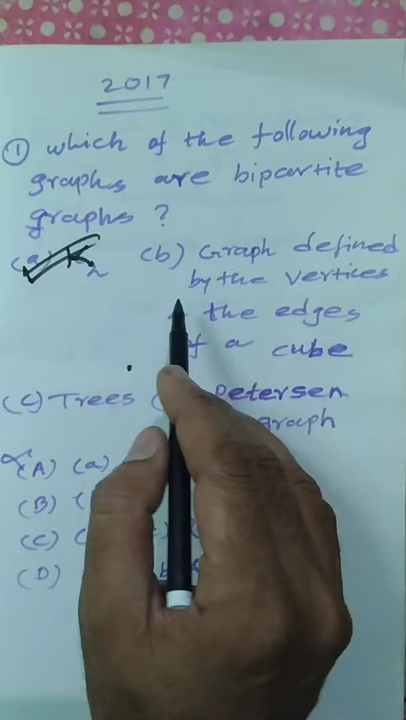 2017
① which of the following
graphs are bipartite
graphs ?
(a) Kn (b) Graph defined
by the vertices
the edges
of a cube
(c) Trees Petersen
graph
(A) (a)
(B) (
(C) (
(D)